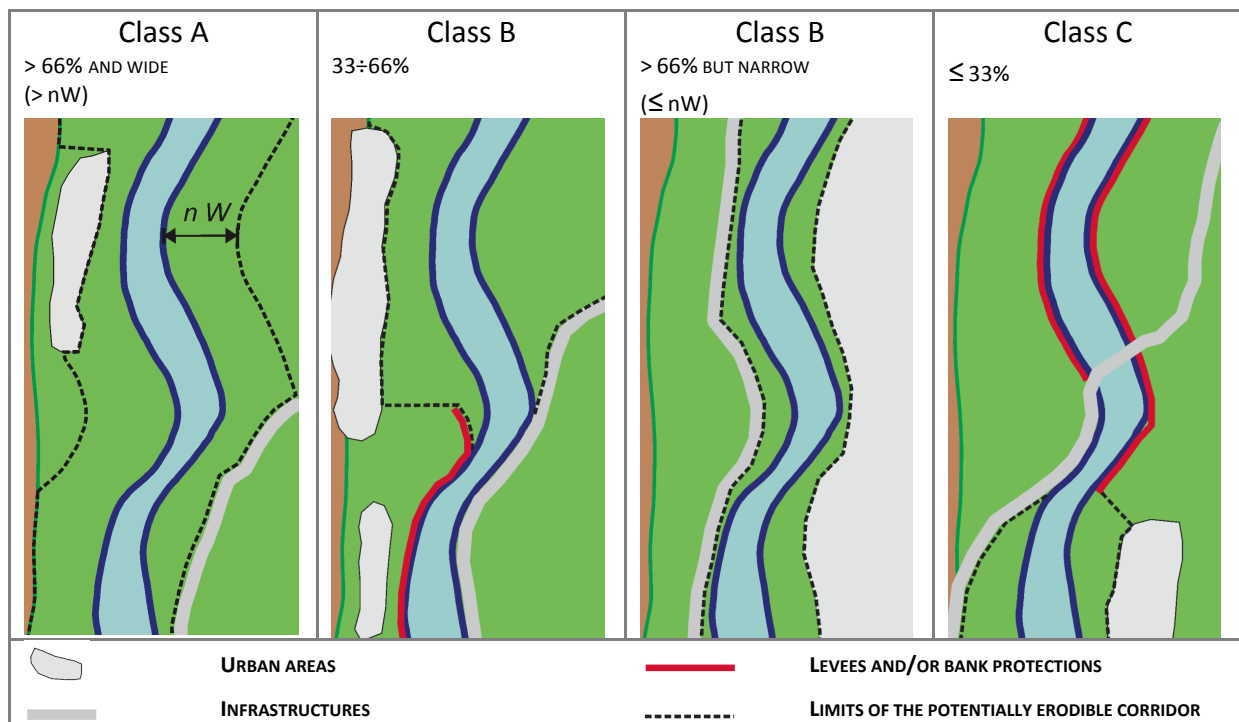 Class A
> 66% AND WIDE
(> nW)
Class B
33÷66%
Class B
> 66% BUT NARROW
(≤ nW)
Class C
≤ 33%
n W
URBAN AREAS
LEVEES AND/OR BANK PROTECTIONS
INFRASTRUCTURES
LIMITS OF THE POTENTIALLY ERODIBLE CORRIDOR